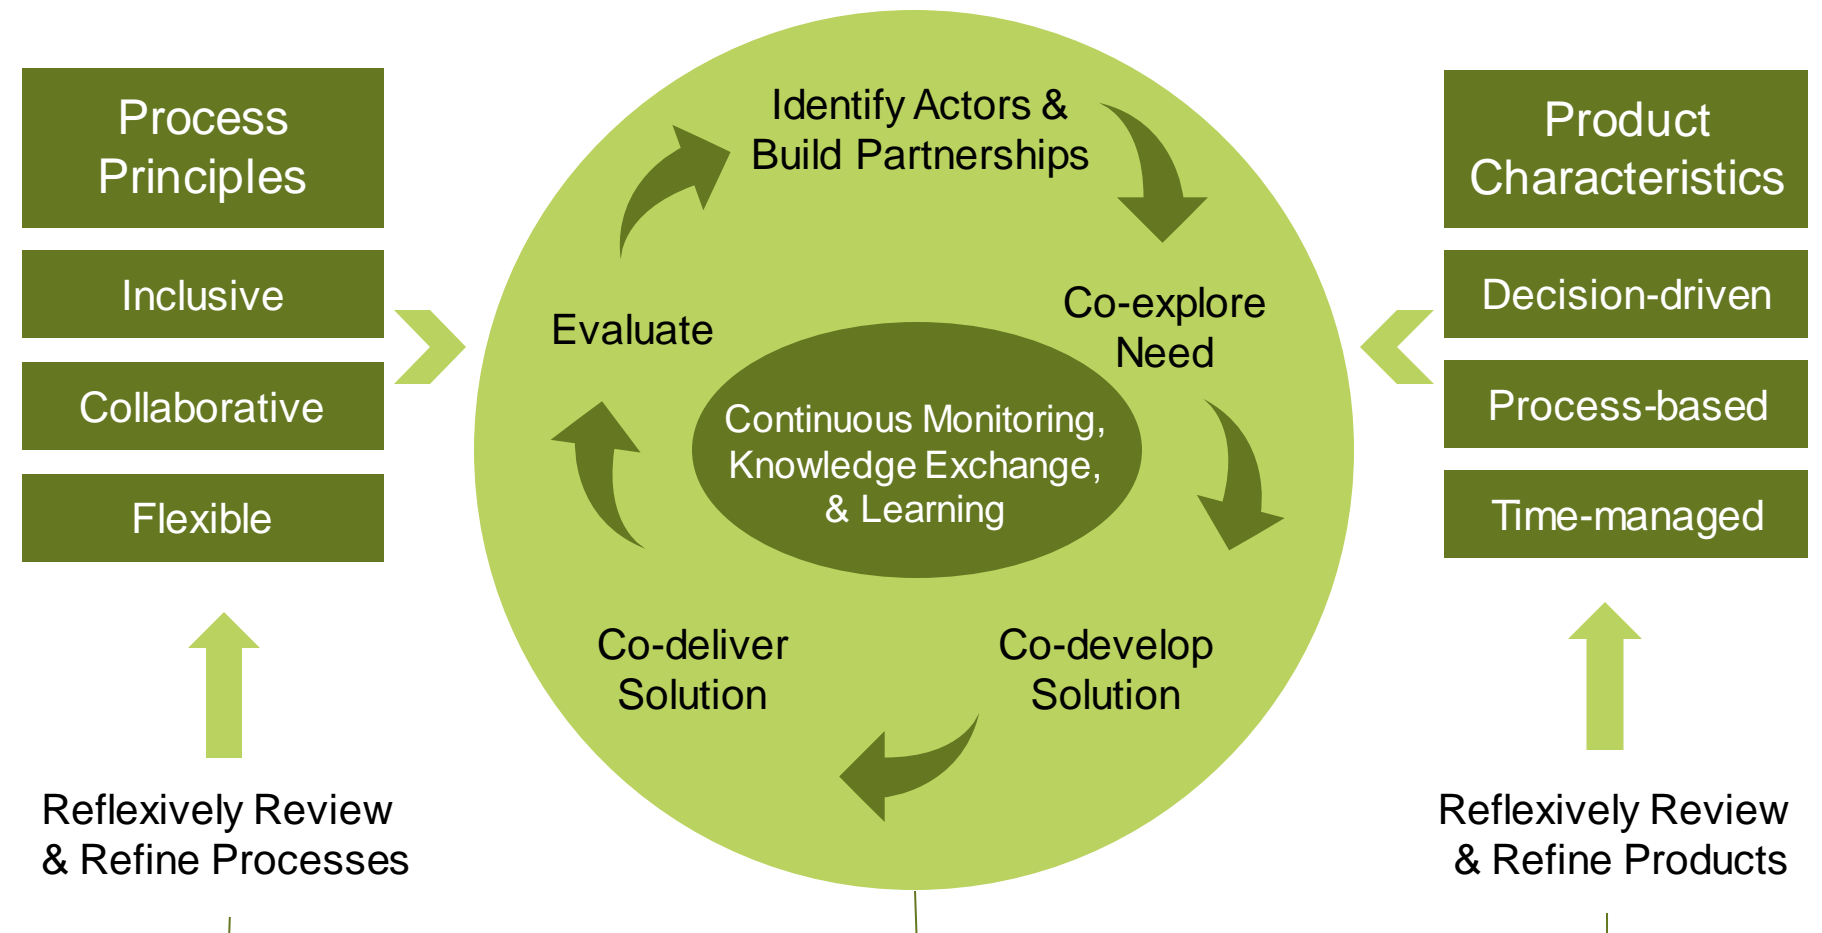 Process
Principles
Inclusive
Collaborative
Flexible
Reflexively Review
& Refine Processes
Identify Actors &
Build Partnerships
Co-explore
Need
Co-develop
Solution
Co-deliver
Solution
Evaluate
Continuous Monitoring,
Knowledge Exchange,
& Learning
Product
Characteristics
Decision-driven
Process-based
Time-managed
Reflexively Review
& Refine Products